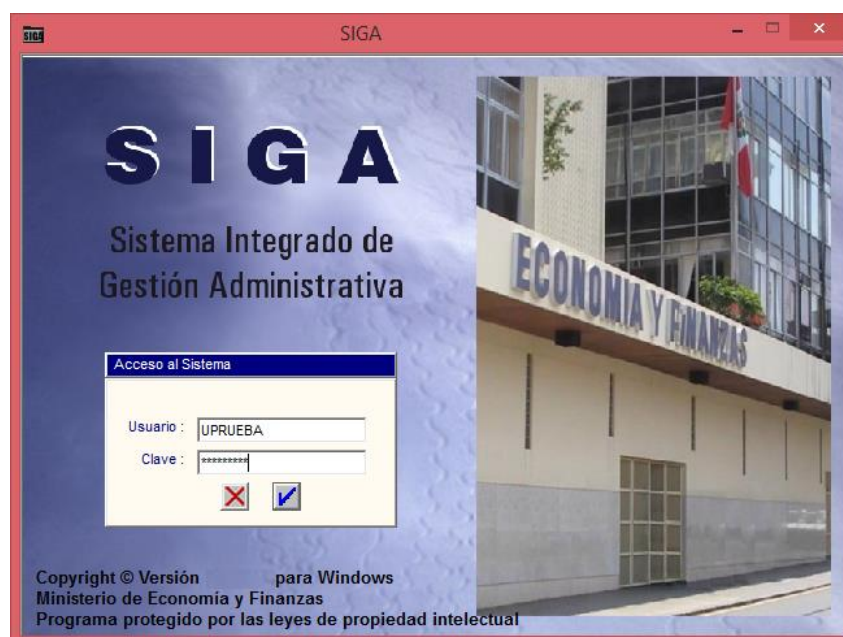 SIGA
SIGA
S I G A
Sistema Integrado de
Gestión Administrativa
ECONOMIA Y FINANZAS
Acceso al Sistema
Usuario : UPRUEBA
Clave : *********
Copyright © Versión para Windows
Ministerio de Economía y Finanzas
Programa protegido por las leyes de propiedad intelectual